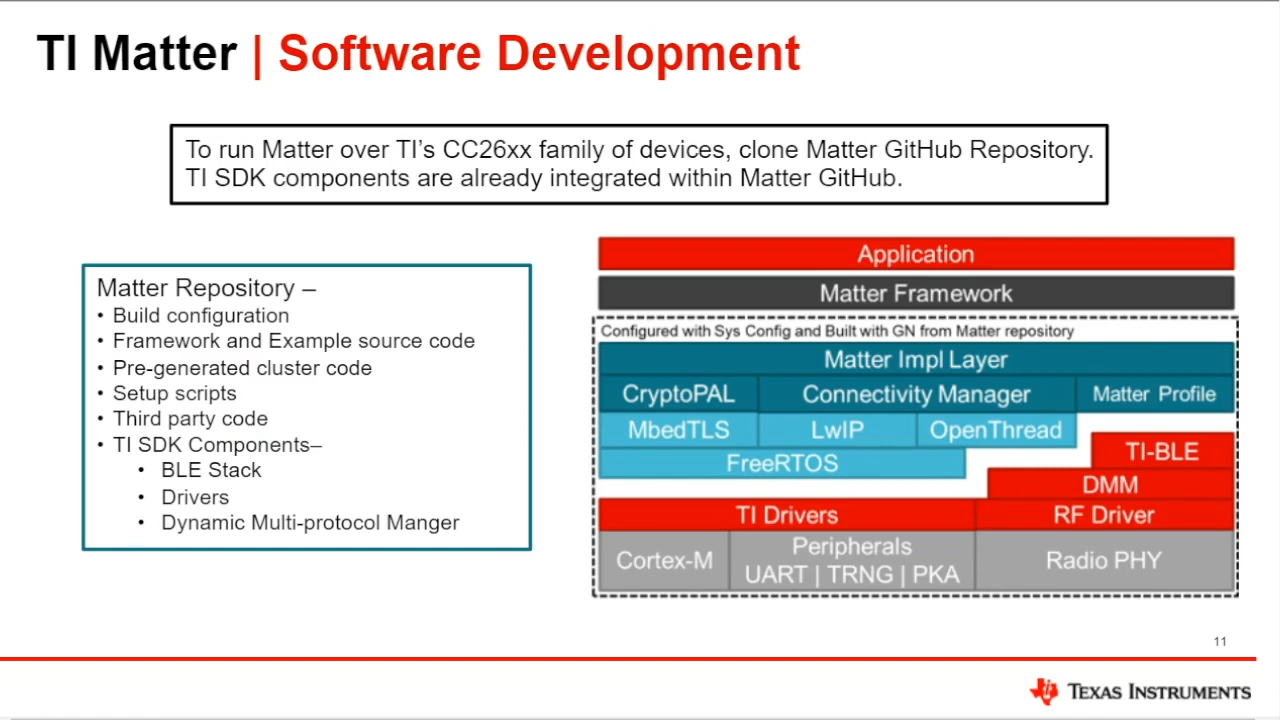 TI Matter | Software Development
To run Matter over TI's CC26xx family of devices, clone Matter GitHub Repository.
TI SDK components are already integrated within Matter GitHub.
Matter Repository –
• Build configuration
• Framework and Example source code
• Pre-generated cluster code
• Setup scripts
• Third party code
• TI SDK Components–
• BLE Stack
• Drivers
• Dynamic Multi-protocol Manger
Application
Matter Framework
Configured with Sys Config and Built with GN from Matter repository
Matter Impl Layer
CryptoPAL
Connectivity Manager
Matter Profile
MbedTLS
LwIP
OpenThread
TI-BLE
FreeRTOS
DMM
TI Drivers
RF Driver
Cortex-M
Peripherals
UART | TRNG | PKA
Radio PHY
11
TEXAS INSTRUMENTS